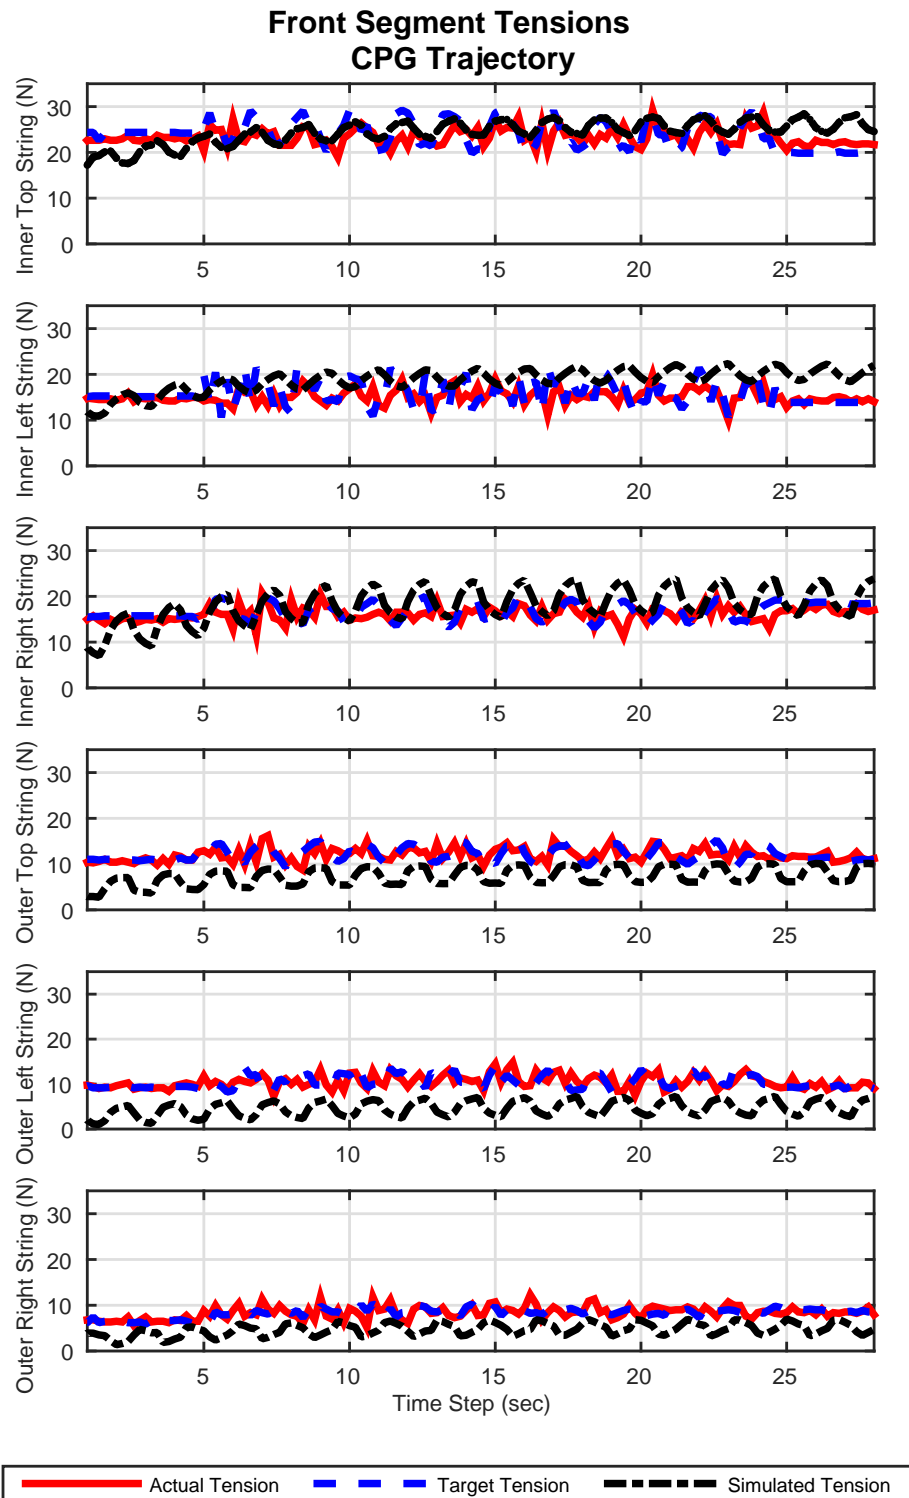 Front Segment Tensions
CPG Trajectory
Inner Top String (N)
30
20
10
0
5 10 15 20 25
Inner Left String (N)
30
20
10
0
5 10 15 20 25
Inner Right String (N)
30
20
10
0
5 10 15 20 25
Outer Top String (N)
30
20
10
0
5 10 15 20 25
Outer Left String (N)
30
20
10
0
5 10 15 20 25
Outer Right String (N)
30
20
10
0
5 10 15 20 25
Time Step (sec)
Actual Tension Target Tension Simulated Tension